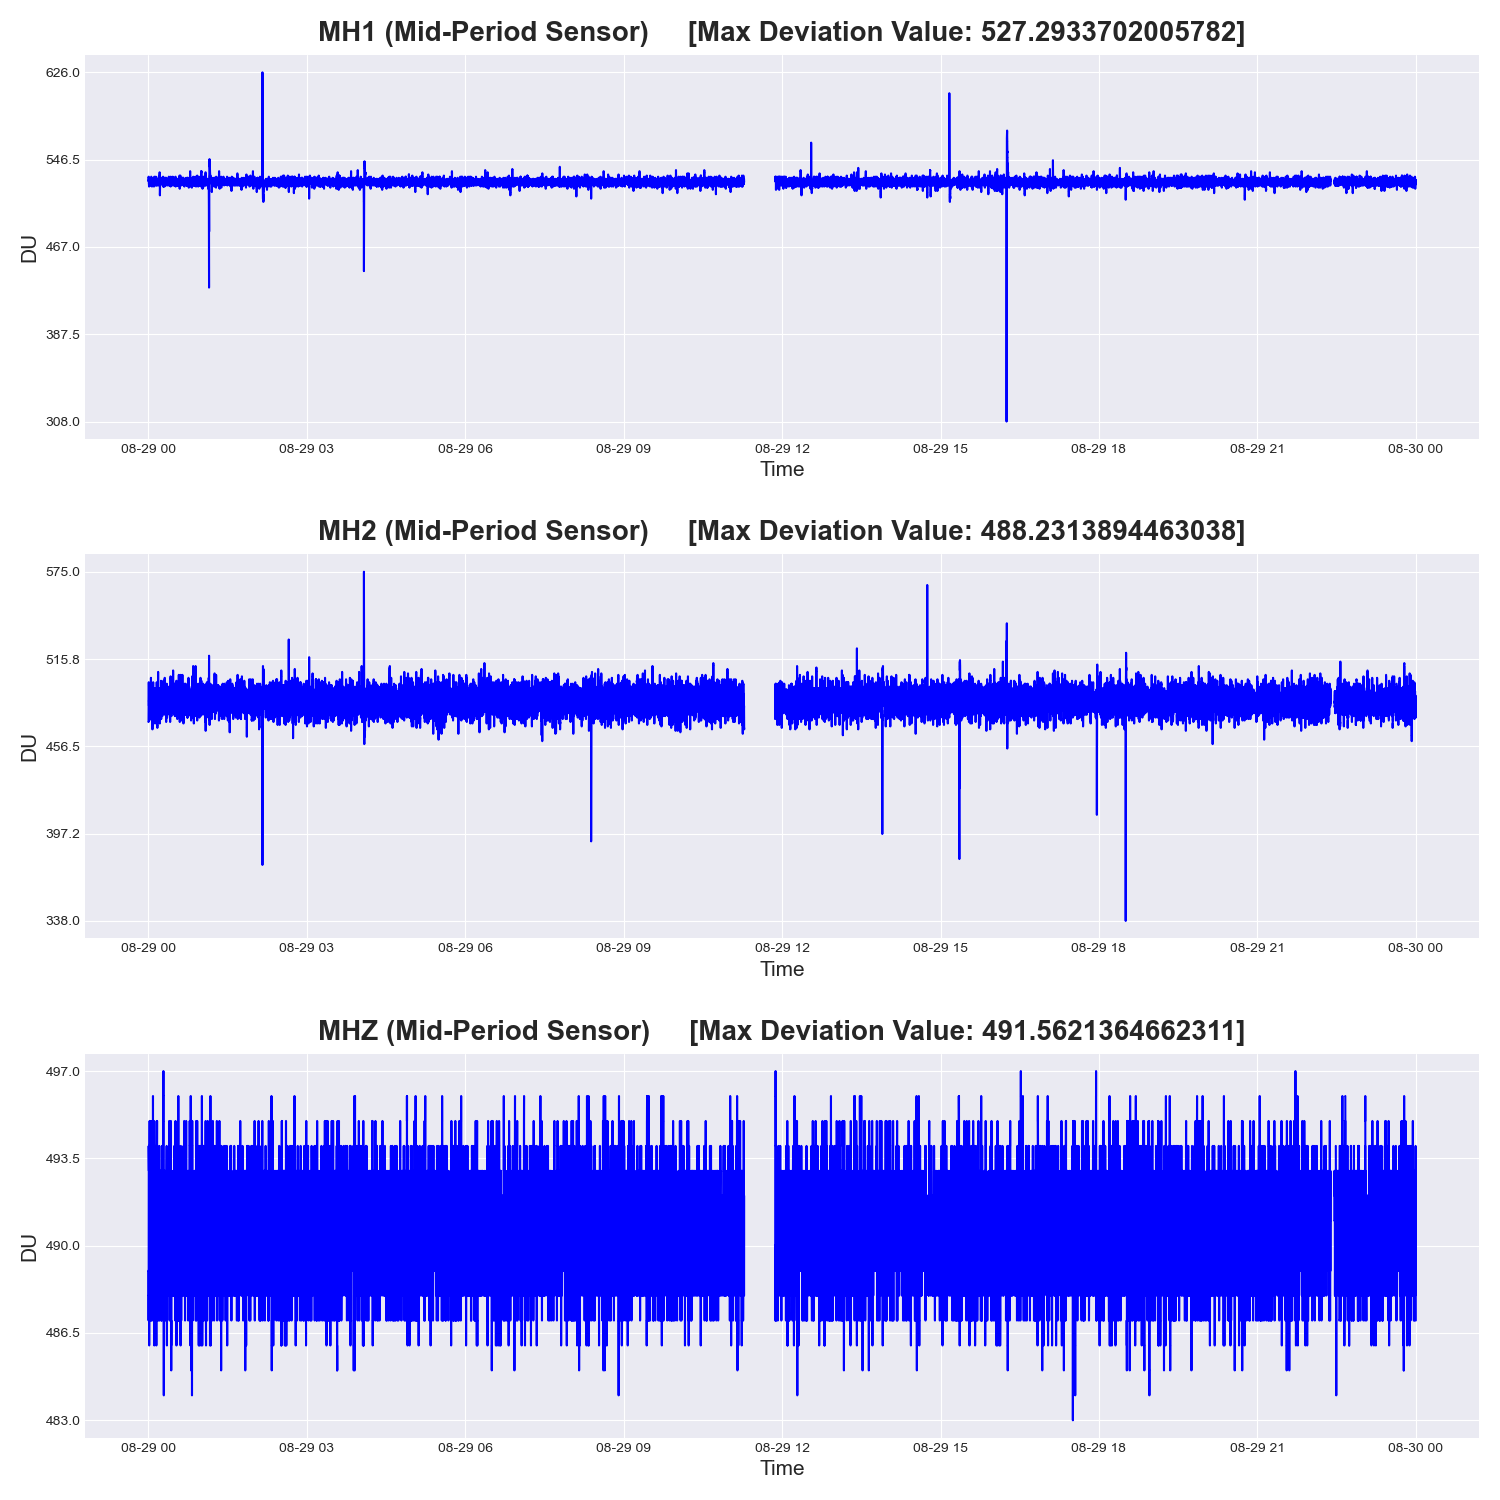 MH1 (Mid-Period Sensor) [Max Deviation Value: 527.2933702005782]
626.0
546.5
467.0
387.5
308.0
DU
08-29 00 08-29 03 08-29 06 08-29 09 08-29 12 08-29 15 08-29 18 08-29 21 08-30 00
Time
MH2 (Mid-Period Sensor) [Max Deviation Value: 488.2313894463038]
575.0
515.8
456.5
397.2
338.0
DU
08-29 00 08-29 03 08-29 06 08-29 09 08-29 12 08-29 15 08-29 18 08-29 21 08-30 00
Time
MHZ (Mid-Period Sensor) [Max Deviation Value: 491.5621364662311]
497.0
493.5
490.0
486.5
483.0
DU
08-29 00 08-29 03 08-29 06 08-29 09 08-29 12 08-29 15 08-29 18 08-29 21 08-30 00
Time